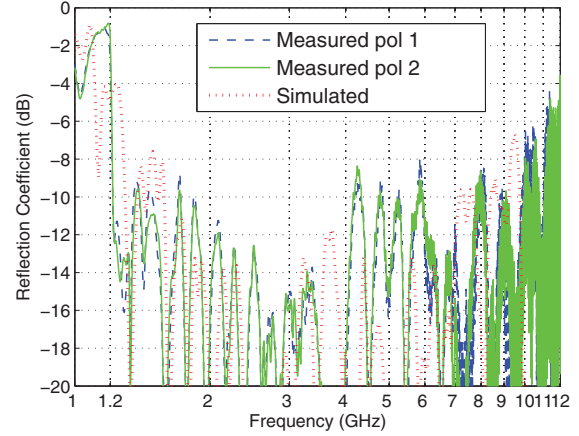 0
−2
−4
−6
−8
−10
−12
−14
−16
−18
−20
Reflection Coefficient (dB)
Measured pol 1
Measured pol 2
Simulated
1 1.2 2 3 4 5 6 7 8 9 10 11 12
Frequency (GHz)